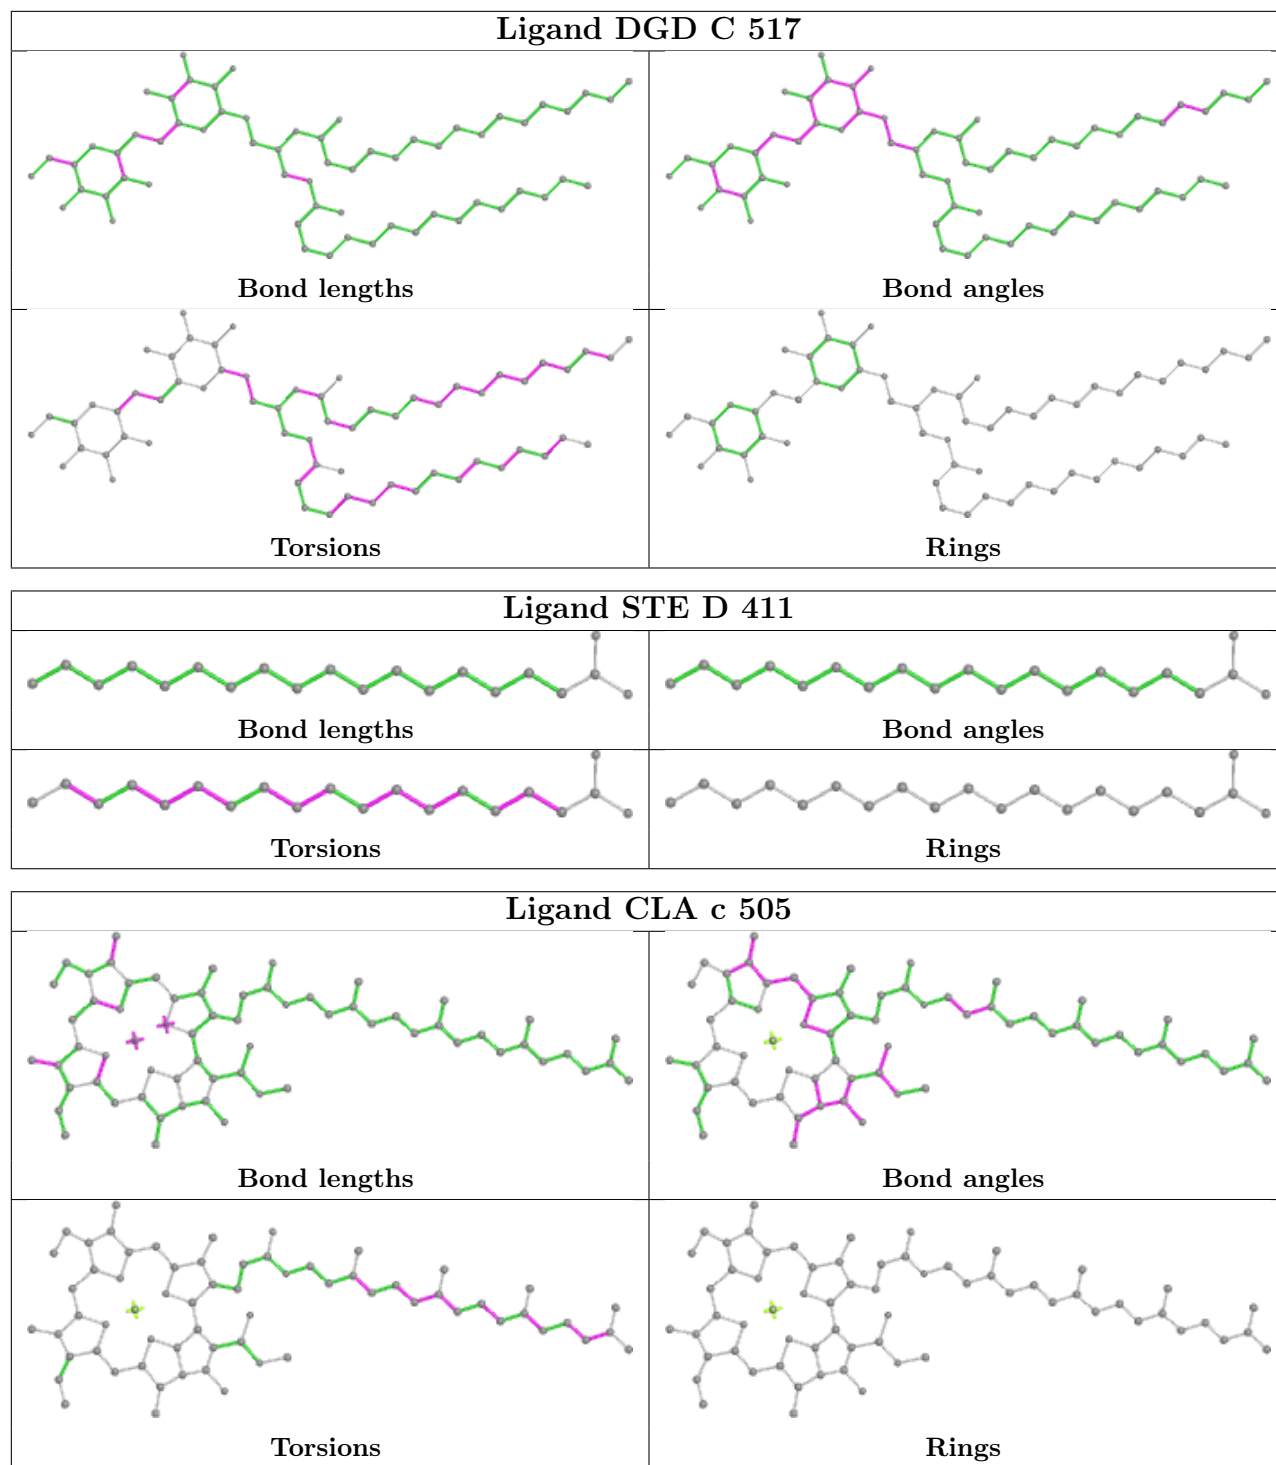 Ligand DGD C 517
Bond lengths
Bond angles
Torsions
Rings
Ligand STE D 411
Bond lengths
Bond angles
Torsions
Rings
Ligand CLA c 505
Bond lengths
Bond angles
Torsions
Rings